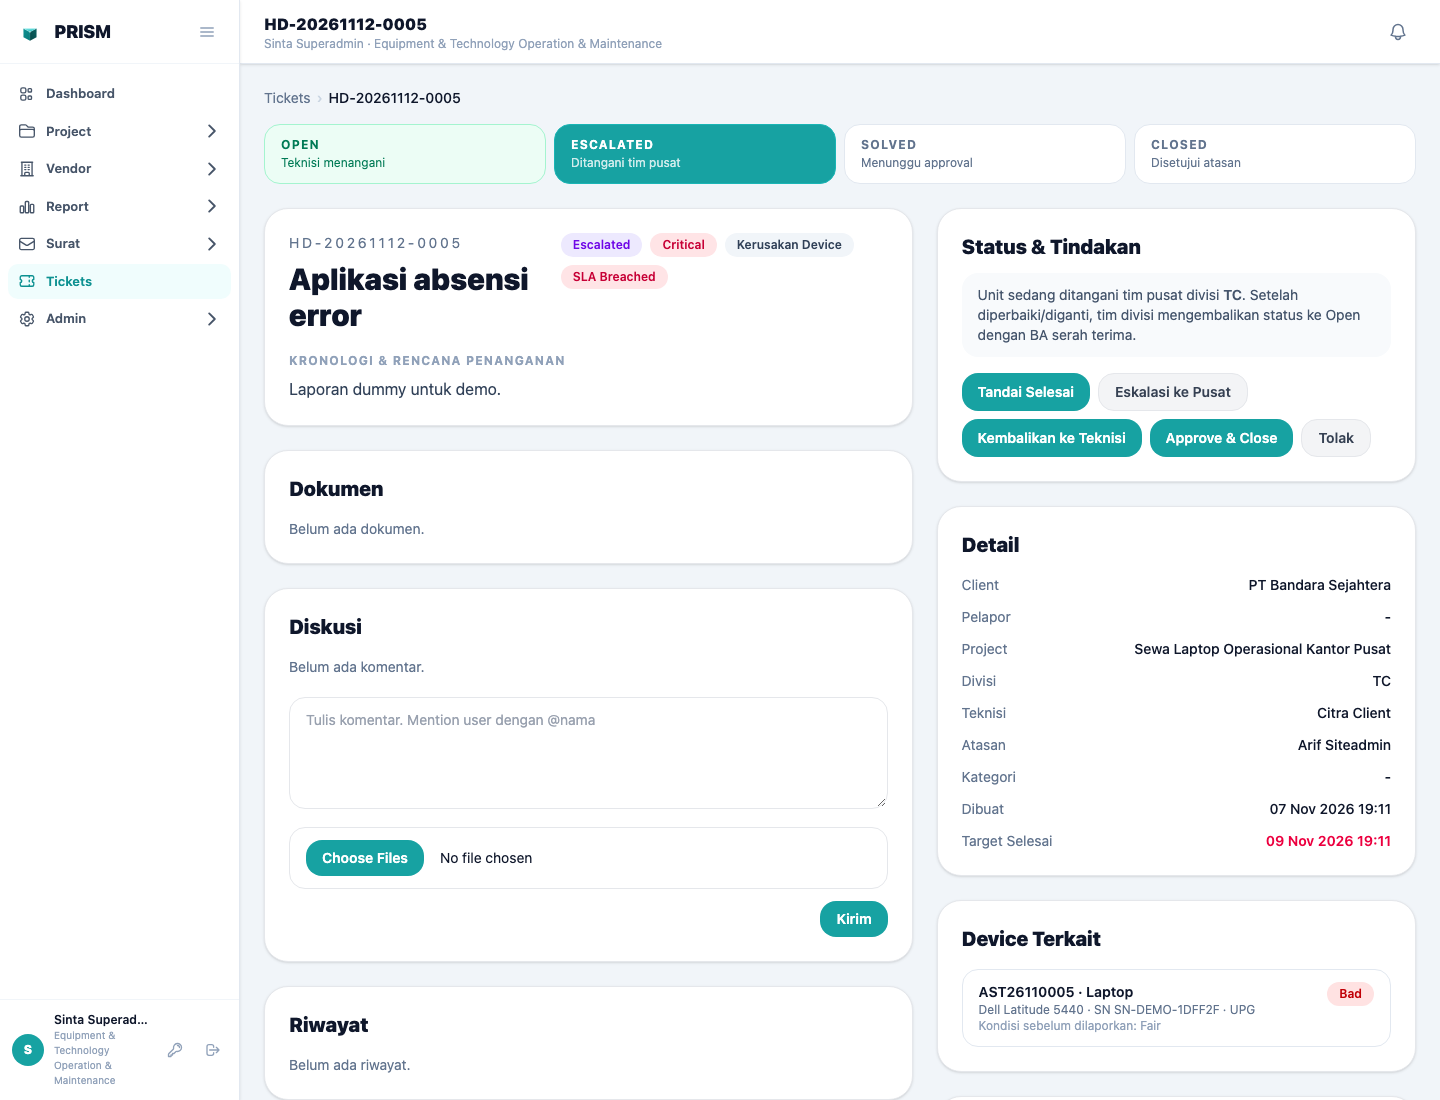 PRISM
HD-20261112-0005
Sinta Superadmin · Equipment & Technology Operation & Maintenance
Dashboard
Project
Vendor
Report
Surat
Tickets
Admin
Tickets › HD-20261112-0005
OPEN
Teknisi menangani
ESCALATED
Ditangani tim pusat
SOLVED
Menunggu approval
CLOSED
Disetujui atasan
HD-20261112-0005
Aplikasi absensi
error
Escalated
Critical
Kerusakan Device
SLA Breached
KRONOLOGI & RENCANA PENANGANAN
Laporan dummy untuk demo.
Dokumen
Belum ada dokumen.
Diskusi
Belum ada komentar.
Tulis komentar. Mention user dengan @nama
Choose Files No file chosen
Kirim
Riwayat
Belum ada riwayat.
Status & Tindakan
Unit sedang ditangani tim pusat divisi TC. Setelah
diperbaiki/diganti, tim divisi mengembalikan status ke Open
dengan BA serah terima.
Tandai Selesai
Eskalasi ke Pusat
Kembalikan ke Teknisi
Approve & Close
Tolak
Detail
Client PT Bandara Sejahtera
Pelapor -
Project Sewa Laptop Operasional Kantor Pusat
Divisi TC
Teknisi Citra Client
Atasan Arif Siteadmin
Kategori -
Dibuat 07 Nov 2026 19:11
Target Selesai 09 Nov 2026 19:11
Device Terkait
AST26110005 · Laptop
Bad
Dell Latitude 5440 · SN SN-DEMO-1DFF2F · UPG
Kondisi sebelum dilaporkan: Fair
S
Sinta Superad...
Equipment &
Technology
Operation &
Maintenance